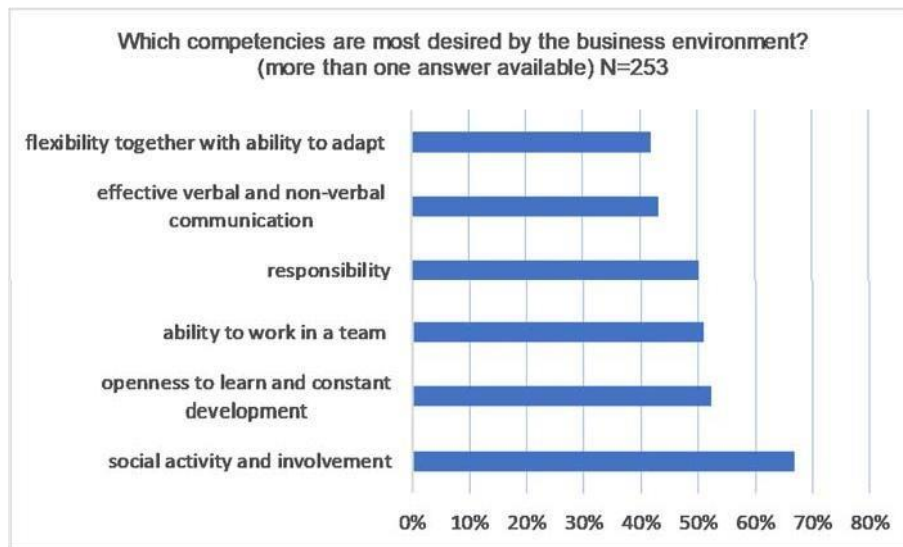 Which competencies are most desired by the business environment?
(more than one answer available) N=253
flexibility together with ability to adapt
effective verbal and non-verbal
communication
responsibility
ability to work in a team
openness to learn and constant
development
social activity and involvement
0% 10% 20% 30% 40% 50% 60% 70% 80%